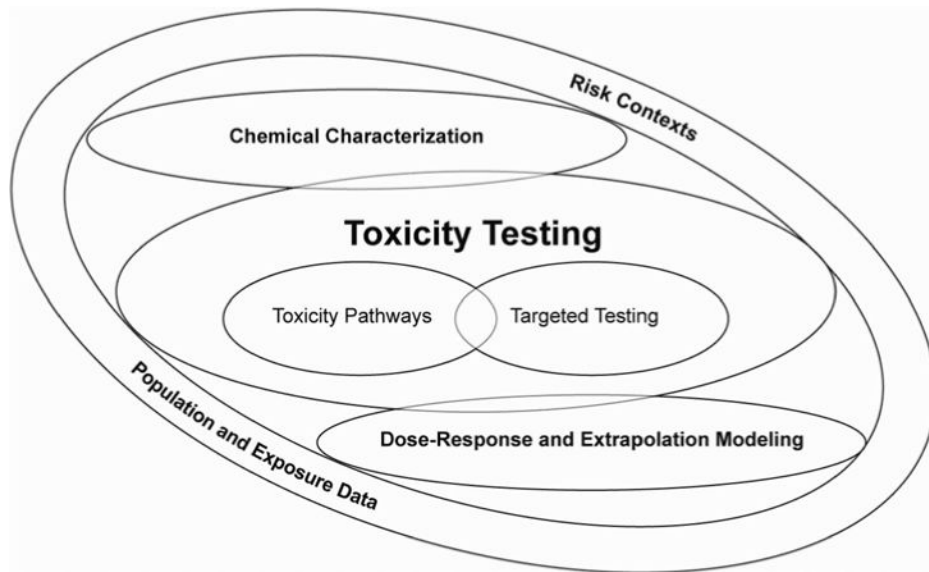 Risk Contexts
Chemical Characterization
Toxicity Testing
Toxicity Pathways
Targeted Testing
Dose-Response and Extrapolation Modeling
Population and Exposure Data